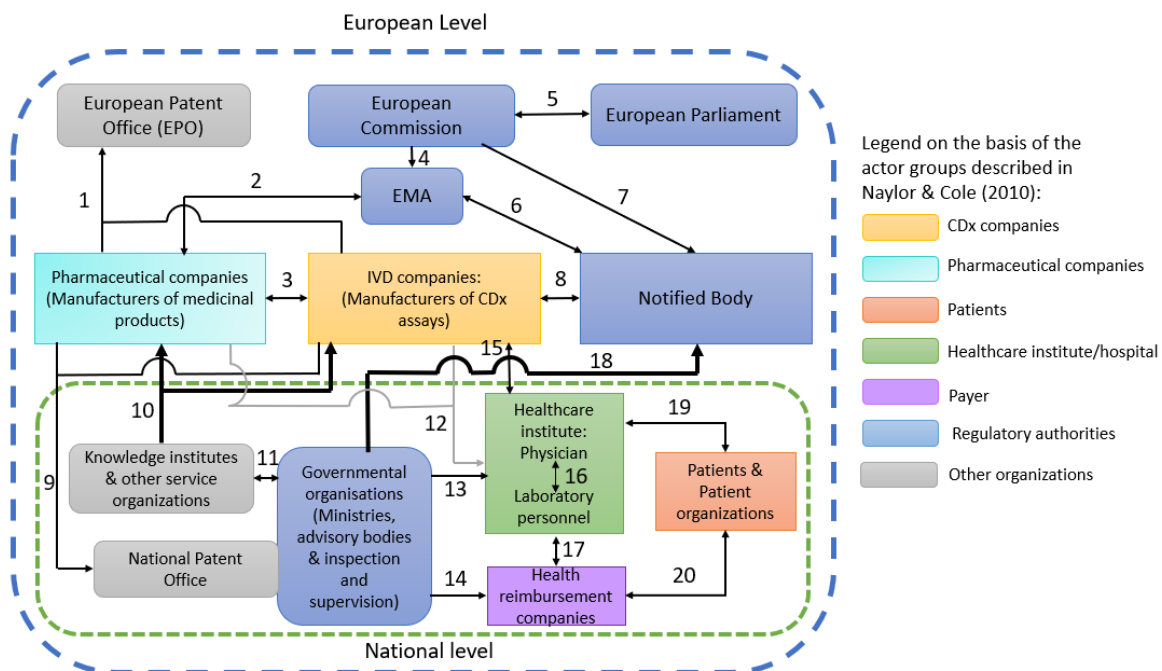 European Level
European Patent
Office (EPO)
European
Commission
5
European Parliament
4
1
2
EMA
6
7
Pharmaceutical companies
(Manufacturers of medicinal
products)
3
IVD companies:
(Manufacturers of CDx
assays)
8
Notified Body
15
18
10
12
9
Knowledge institutes
& other service
organizations
11
Governmental
organisations
(Ministries,
advisory bodies
& inspection
and
supervision)
13
Healthcare
institute:
Physician
16
Laboratory
personnel
19
Patients &
Patient
organizations
National Patent
Office
14
17
Health
reimbursement
companies
20
National level
Legend on the basis of the
actor groups described in
Naylor & Cole (2010):
CDx companies
Pharmaceutical companies
Patients
Healthcare institute/hospital
Payer
Regulatory authorities
Other organizations